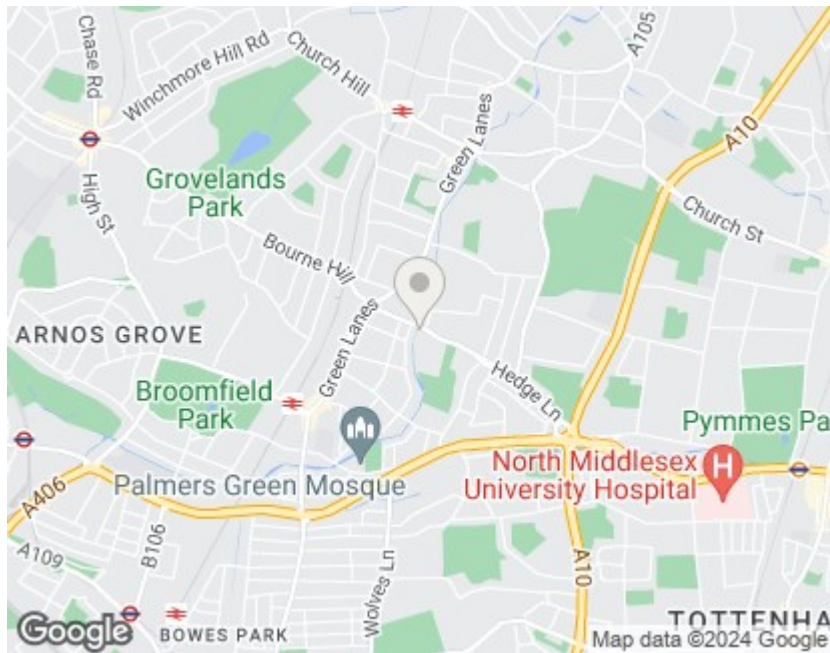 Chase Rd
Winchmore Hill Rd
Church Hill
A105
Green Lanes
A10
High St
Grovelands
Park
Church St
Bourne Hill
ARNOS GROVE
Green Lanes
Hedge Ln
Broomfield
Park
Pymmes Pa
North Middlesex
University Hospital
H
Palmers Green Mosque
A406
B106
A109
Wolves Ln
A10
BOWES PARK
TOTTENHA
Google
Map data ©2024 Google